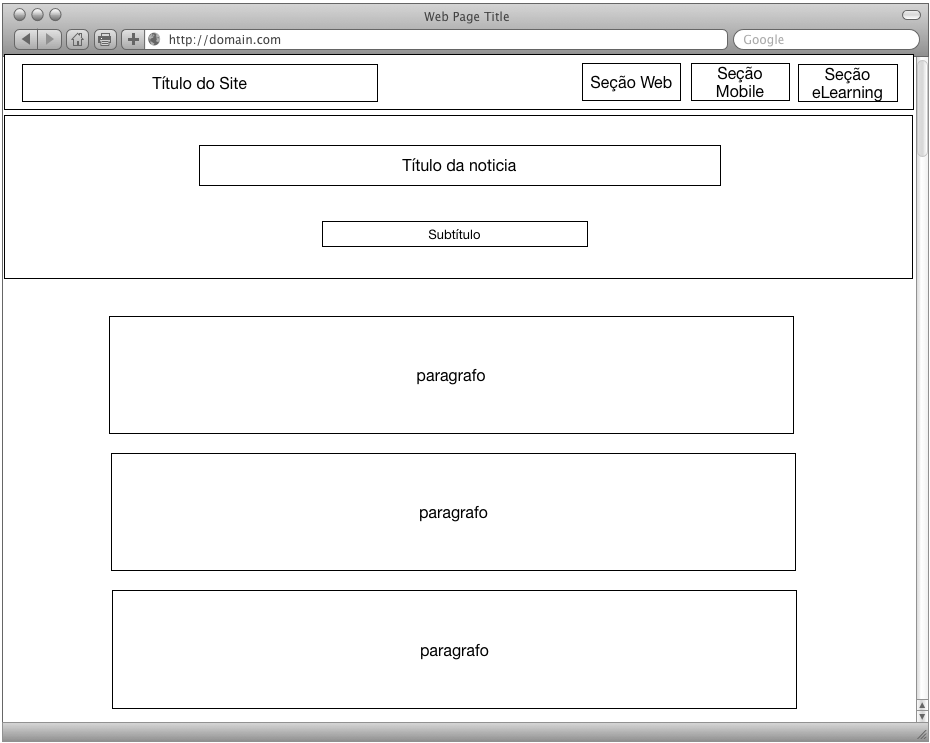 Web Page Title
http://domain.com
Google
Título do Site
Seção Web
Seção
Mobile
Seção
eLearning
Título da noticia
Subtítulo
paragrafo
paragrafo
paragrafo